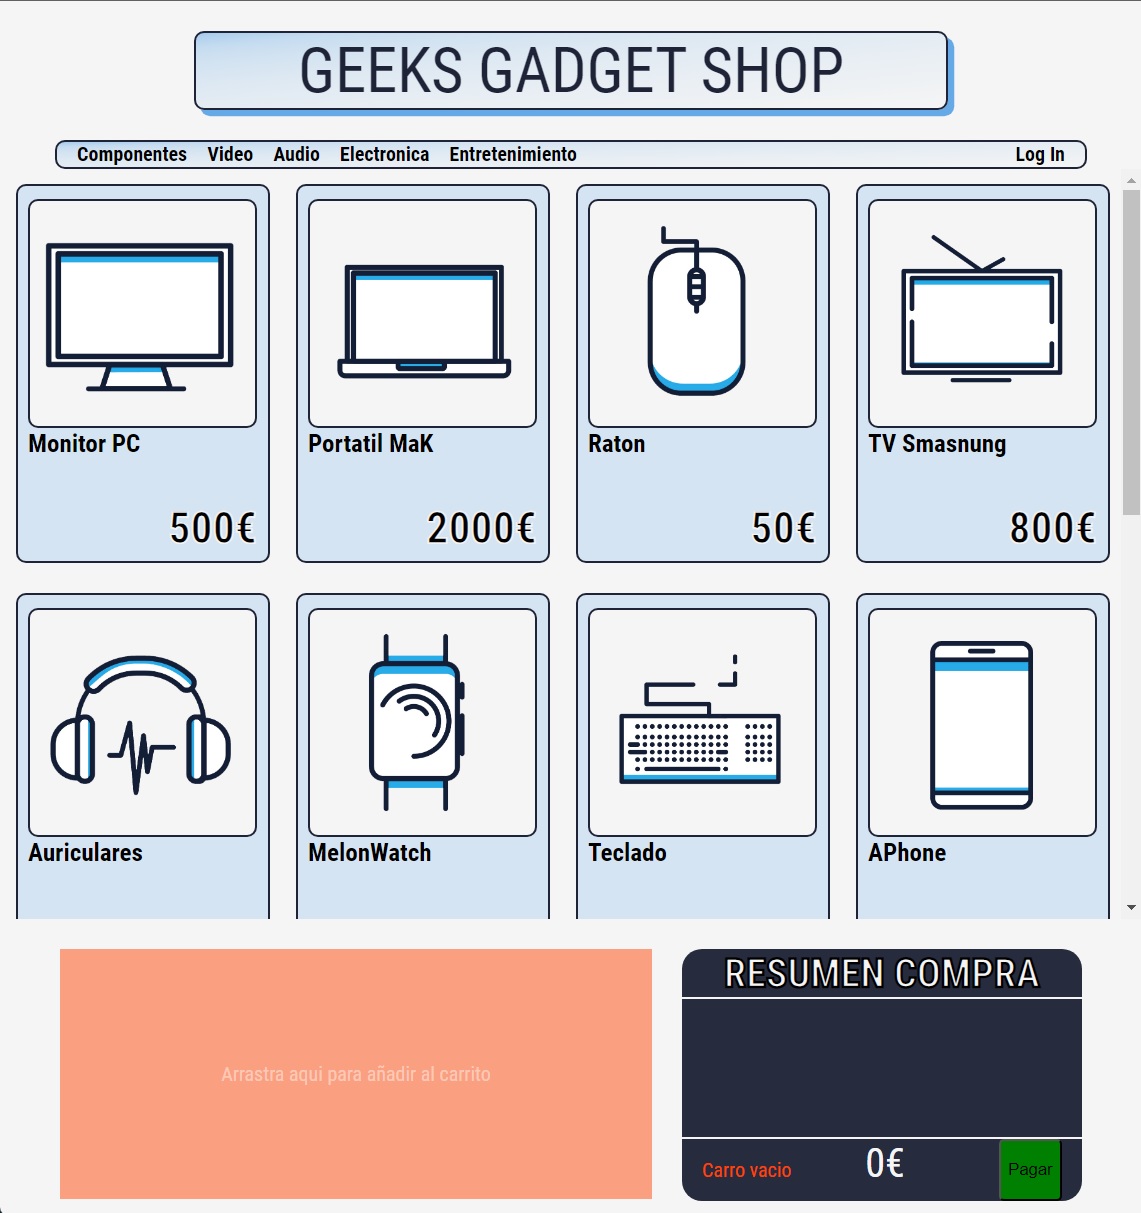 GEEKS GADGET SHOP
Componentes Video Audio Electronica Entretenimiento Log In
Monitor PC
500€
Portatil MaK
2000€
Raton
50€
TV Smasnung
800€
Auriculares
MelonWatch
Teclado
APhone
Arrastra aqui para añadir al carrito
RESUMEN COMPRA
Carro vacio 0€ Pagar